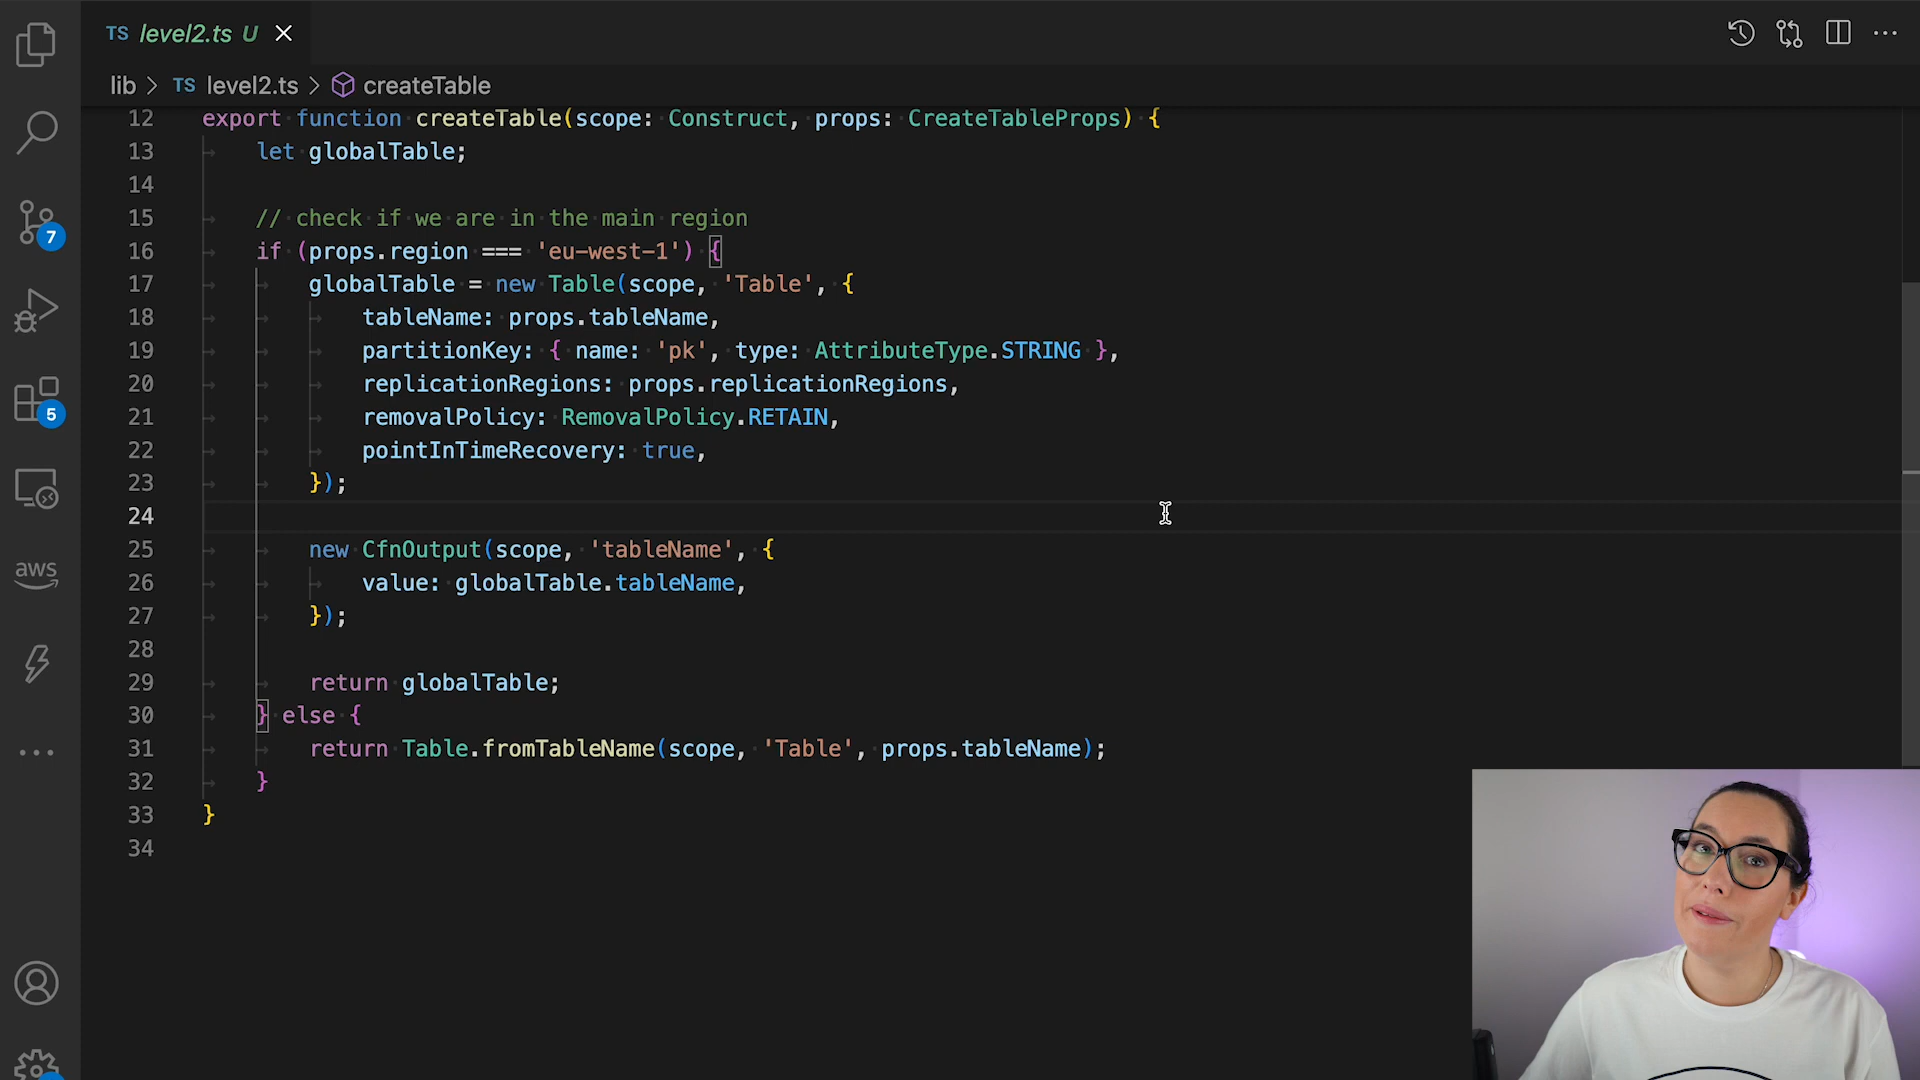 TS level2.ts U
lib > TS level2.ts > createTable
12 export function createTable(scope: Construct, props: CreateTableProps) {
13 let globalTable;
14
15 // check if we are in the main region
16 if (props.region === 'eu-west-1') {
17 globalTable = new Table(scope, 'Table', {
18 tableName: props.tableName,
19 partitionKey: { name: 'pk', type: AttributeType.STRING },
20 replicationRegions: props.replicationRegions,
21 removalPolicy: RemovalPolicy.RETAIN,
22 pointInTimeRecovery: true,
23 });
24
25 new CfnOutput(scope, 'tableName', {
26 value: globalTable.tableName,
27 });
28
29 return globalTable;
30 } else {
31 return Table.fromTableName(scope, 'Table', props.tableName);
32 }
33 }
34
7
5
aws